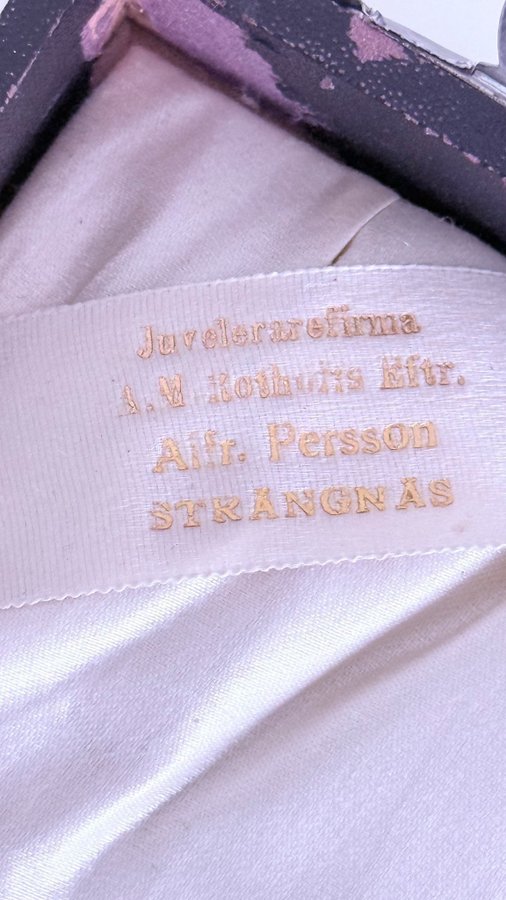 Juvelerarefirma
A.W. Eftr.
Alfr. Persson
STRÄNGNÄS